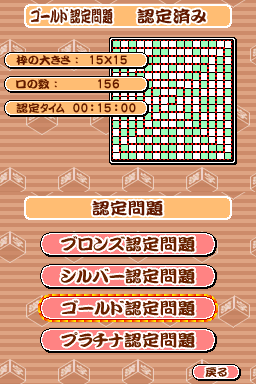 ゴールド認定問題 認定済み
枠の大きさ： 15×15
口の数： 156
認定タイム 00:15:00
認定問題
ブロンズ認定問題
シルバー認定問題
ゴールド認定問題
プラチナ認定問題
戻る